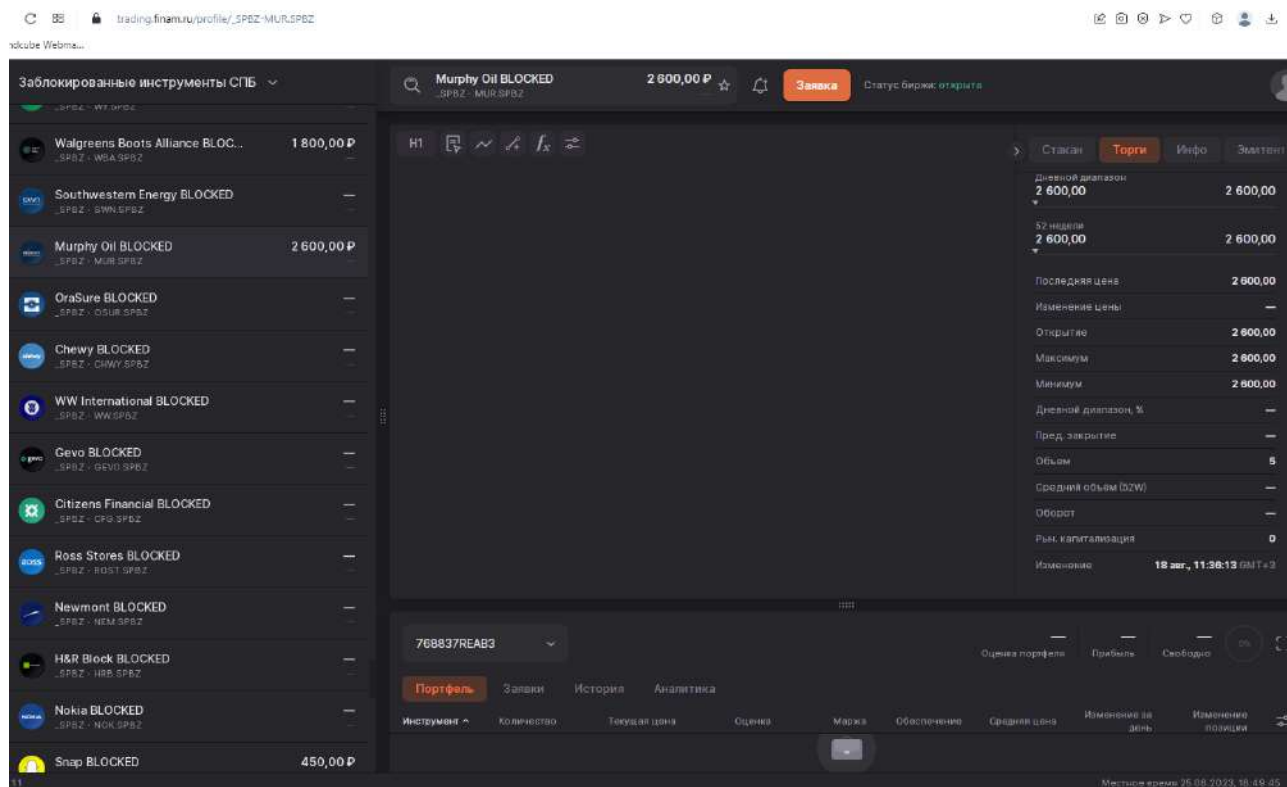 trading.finam.ru/profile/_SPBZ-MUR.SPBZ
ndcube Webma...
Заблокированные инструменты СПБ
_SPBZ - WY.SPBZ
Walgreens Boots Alliance BLOC...
1 800,00 ₽
_SPBZ - WBA.SPBZ
Southwestern Energy BLOCKED
—
_SPBZ - SWN.SPBZ
Murphy Oil BLOCKED
2 600,00 ₽
_SPBZ - MUR.SPBZ
OraSure BLOCKED
—
_SPBZ - OSUR.SPBZ
Chewy BLOCKED
—
_SPBZ - CHWY.SPBZ
WW International BLOCKED
—
_SPBZ - WW.SPBZ
Gevo BLOCKED
—
_SPBZ - GEVO.SPBZ
Citizens Financial BLOCKED
—
_SPBZ - CFG.SPBZ
Ross Stores BLOCKED
—
_SPBZ - ROST.SPBZ
Newmont BLOCKED
—
_SPBZ - NEM.SPBZ
H&R Block BLOCKED
—
_SPBZ - HRB.SPBZ
Nokia BLOCKED
—
_SPBZ - NOK.SPBZ
Snap BLOCKED
450,00 ₽
11
Murphy Oil BLOCKED
2 600,00 ₽
_SPBZ - MUR.SPBZ
Заявка
Статус биржи: открыта
H1
Стакан Торги Инфо Эмитент
Дневной диапазон
2 600,00 2 600,00
52 недели
2 600,00 2 600,00
Последняя цена 2 600,00
Изменение цены —
Открытие 2 600,00
Максимум 2 600,00
Минимум 2 600,00
Дневной диапазон, % —
Пред. закрытие —
Объем 5
Средний объем (52W) —
Оборот —
Рын. капитализация 0
Изменение 18 авг., 11:36:13 GMT+3
768837REAB3
— — —
Оценка портфеля Прибыль Свободно 0%
Портфель Заявки История Аналитика
Инструмент Количество Текущая цена Оценка Маржа Обеспечение Средняя цена Изменение за день Изменение позиции
Местное время 25.08.2023, 16:49:45